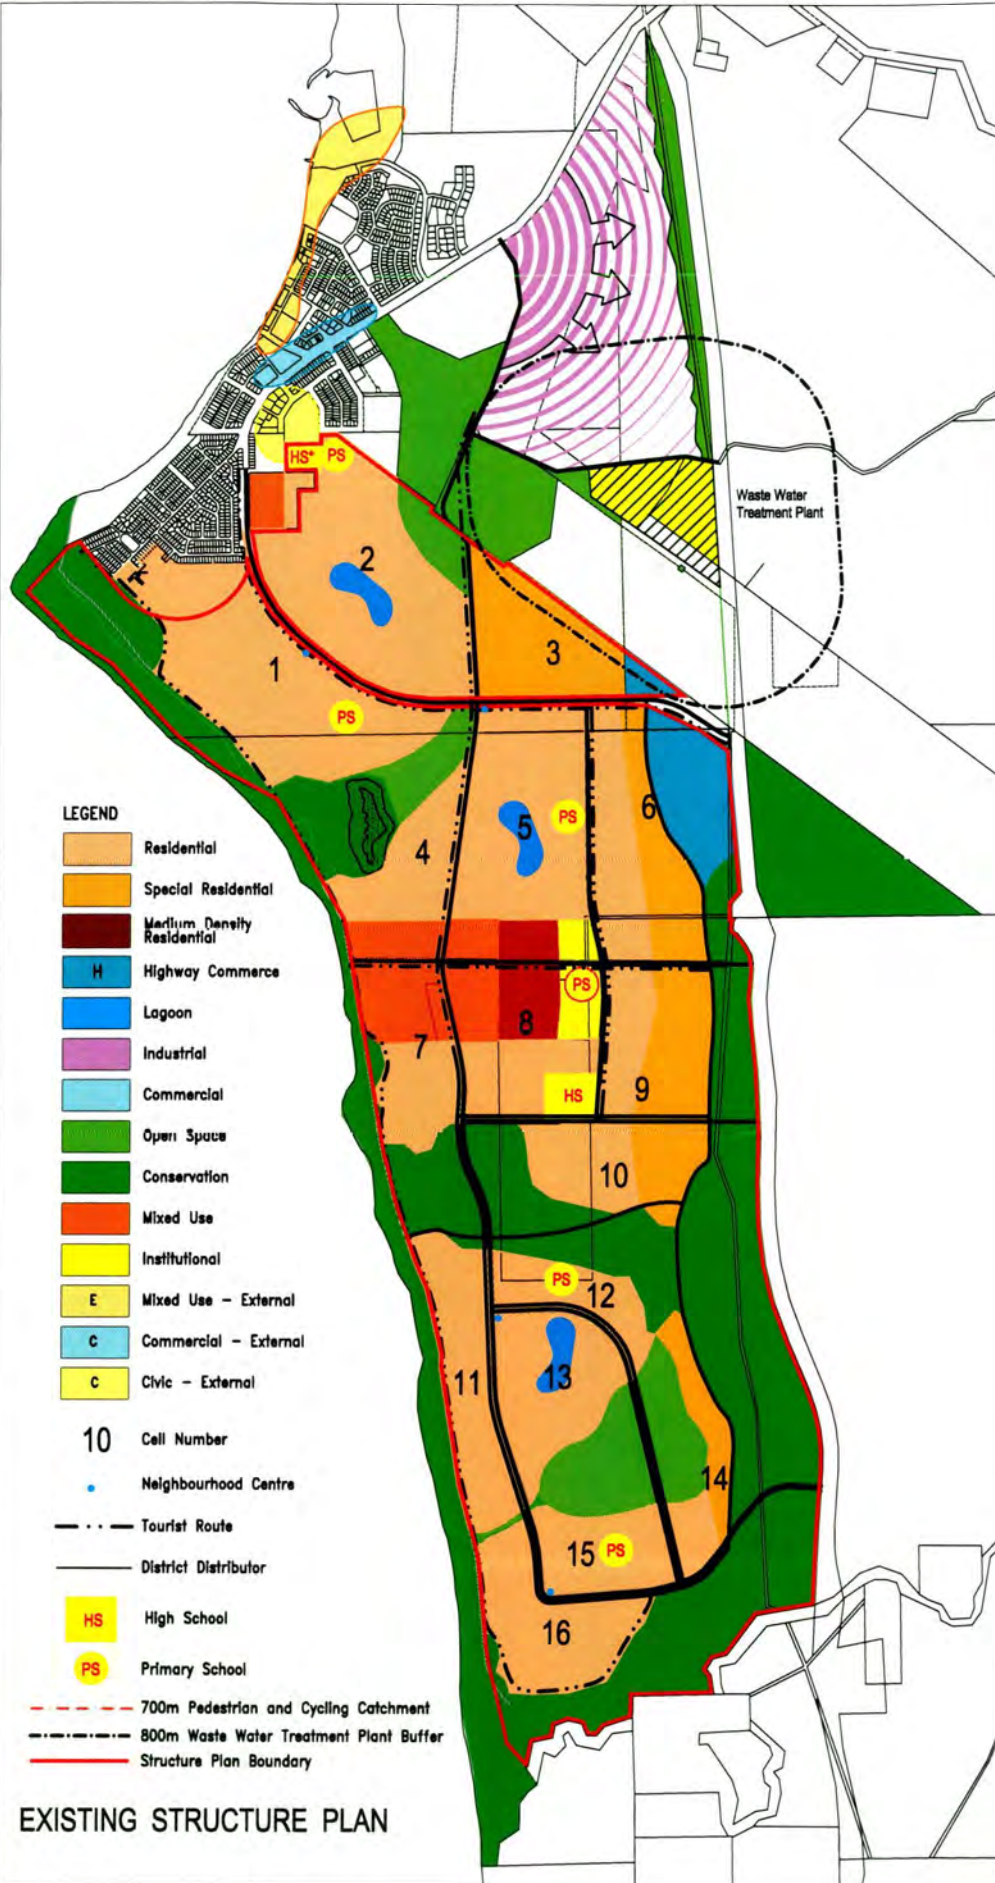 HS* PS
Waste Water
Treatment Plant
2
3
1
PS
6
PS
5
4
PS
8
7
HS
9
10
PS
12
13
11
14
15 PS
16
LEGEND
Residential
Special Residential
Medium Density
Residential
H Highway Commerce
Lagoon
Industrial
Commercial
Open Space
Conservation
Mixed Use
Institutional
E Mixed Use – External
C Commercial – External
C Civic – External
10 Cell Number
Neighbourhood Centre
Tourist Route
District Distributor
HS High School
PS Primary School
700m Pedestrian and Cycling Catchment
800m Waste Water Treatment Plant Buffer
Structure Plan Boundary
EXISTING STRUCTURE PLAN